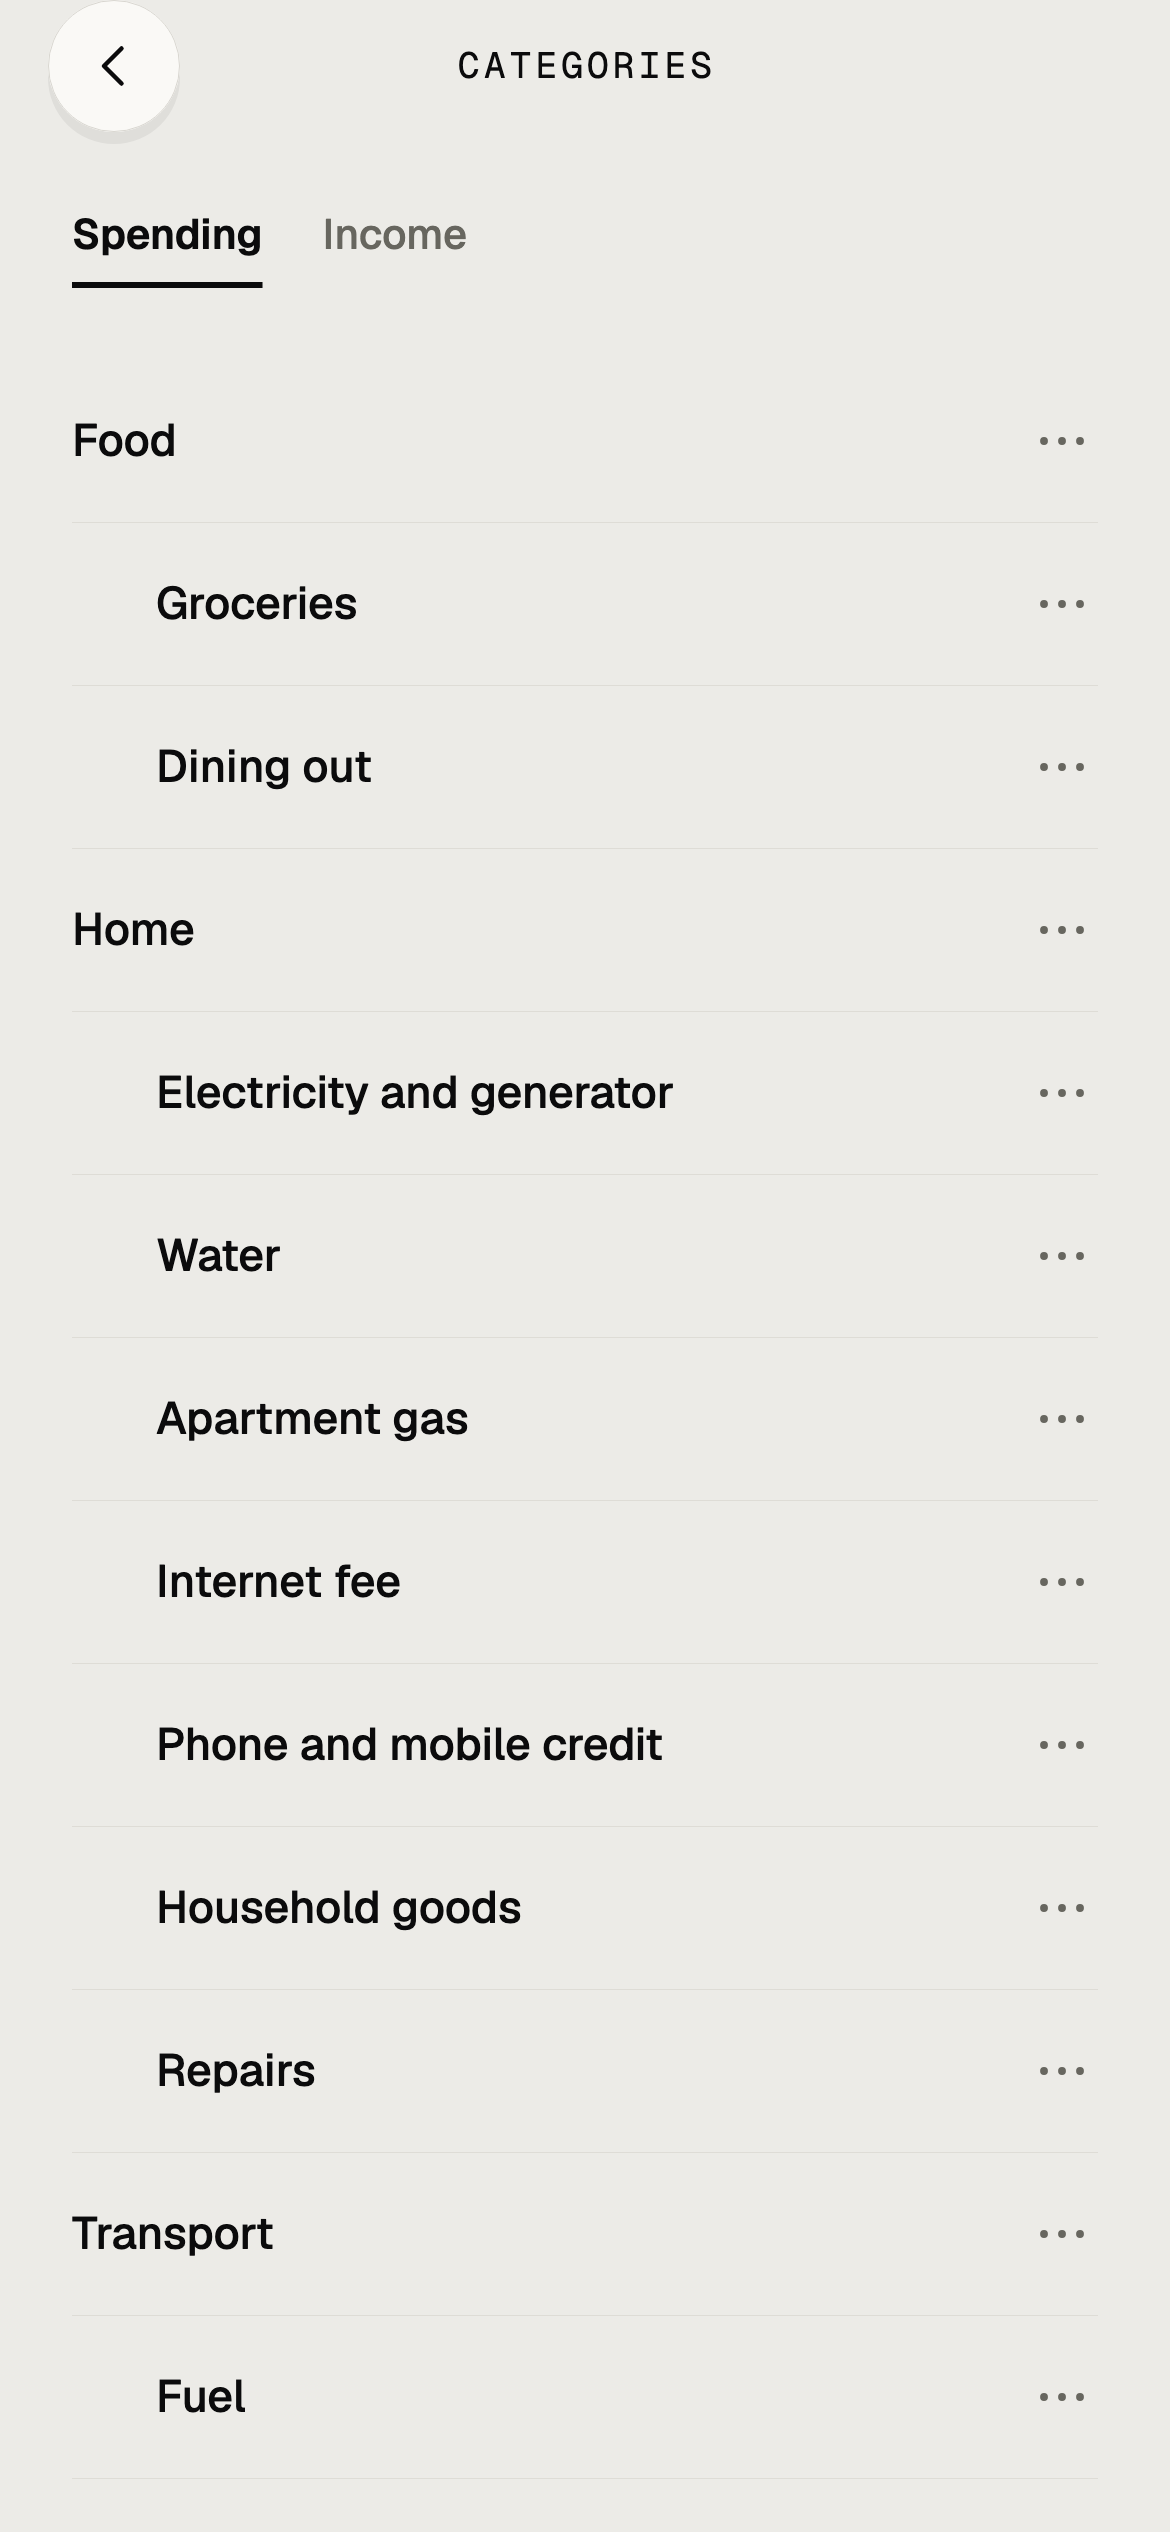 CATEGORIES
Spending Income
Food
Groceries
Dining out
Home
Electricity and generator
Water
Apartment gas
Internet fee
Phone and mobile credit
Household goods
Repairs
Transport
Fuel